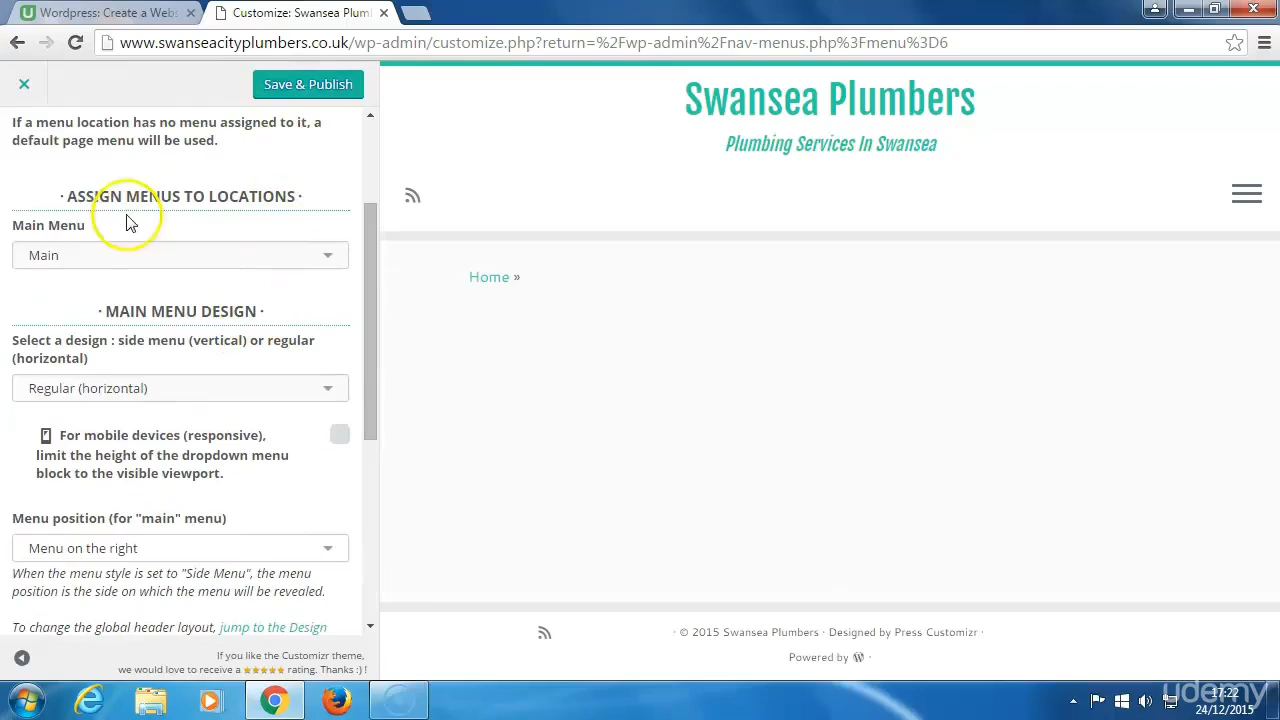 Wordpress: Create a Webs
Customize: Swansea Plum
www.swanseacityplumbers.co.uk/wp-admin/customize.php?return=%2Fwp-admin%2Fnav-menus.php%3Fmenu%3D6
Save & Publish
If a menu location has no menu assigned to it, a
default page menu will be used.
· ASSIGN MENUS TO LOCATIONS ·
Main Menu
Main
· MAIN MENU DESIGN ·
Select a design : side menu (vertical) or regular
(horizontal)
Regular (horizontal)
For mobile devices (responsive),
limit the height of the dropdown menu
block to the visible viewport.
Menu position (for "main" menu)
Menu on the right
When the menu style is set to "Side Menu", the menu
position is the side on which the menu will be revealed.
To change the global header layout, jump to the Design
If you like the Customizr theme,
we would love to receive a ★★★★★ rating. Thanks :) !
Swansea Plumbers
Plumbing Services In Swansea
Home »
· © 2015 Swansea Plumbers · Designed by Press Customizr ·
Powered by ·
udemy
17:22
24/12/2015